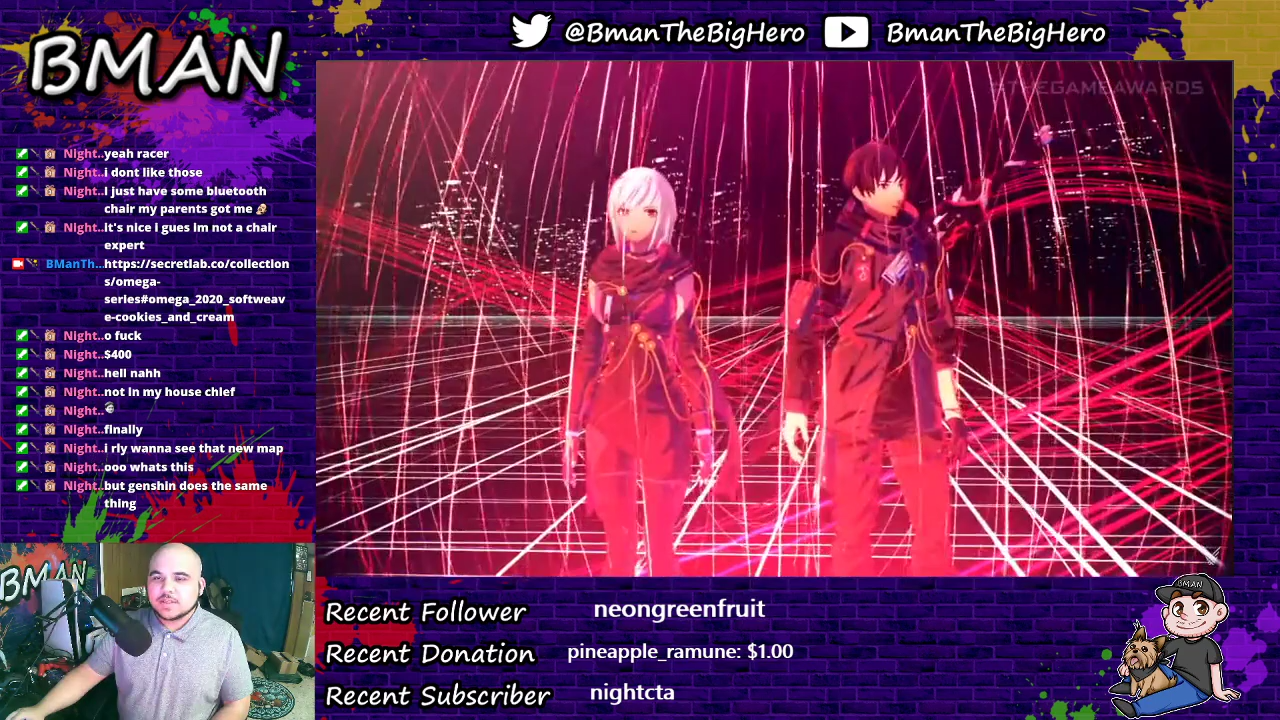 BMAN
@BmanTheBigHero
BmanTheBigHero
#THEGAMEAWARDS
Night..yeah racer
Night..i dont like those
Night..I just have some bluetooth
chair my parents got me
Night..it's nice i gues im not a chair
expert
BManTh..https://secretlab.co/collection
s/omega-
series#omega_2020_softweav
e-cookies_and_cream
Night..o fuck
Night..$400
Night..hell nahh
Night..not in my house chief
Night..
Night..finally
Night..i rly wanna see that new map
Night..ooo whats this
Night..but genshin does the same
thing
BMAN
Recent Follower neongreenfruit
Recent Donation pineapple_ramune: $1.00
Recent Subscriber nightcta
BMAN